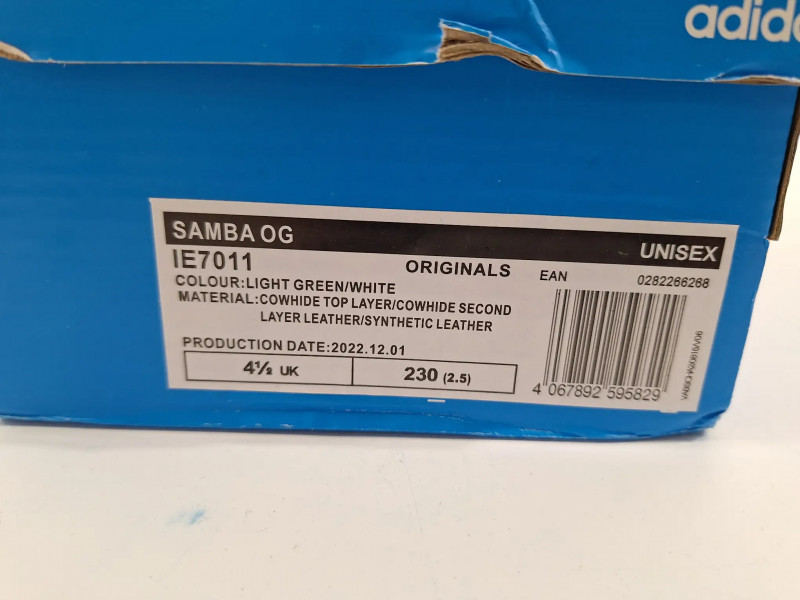 adidas
SAMBA OG
UNISEX
IE7011
ORIGINALS
EAN
0282266268
COLOUR:LIGHT GREEN/WHITE
MATERIAL:COWHIDE TOP LAYER/COWHIDE SECOND
LAYER LEATHER/SYNTHETIC LEATHER
PRODUCTION DATE:2022.12.01
4½ UK
230 (2.5)
4 067892 595829